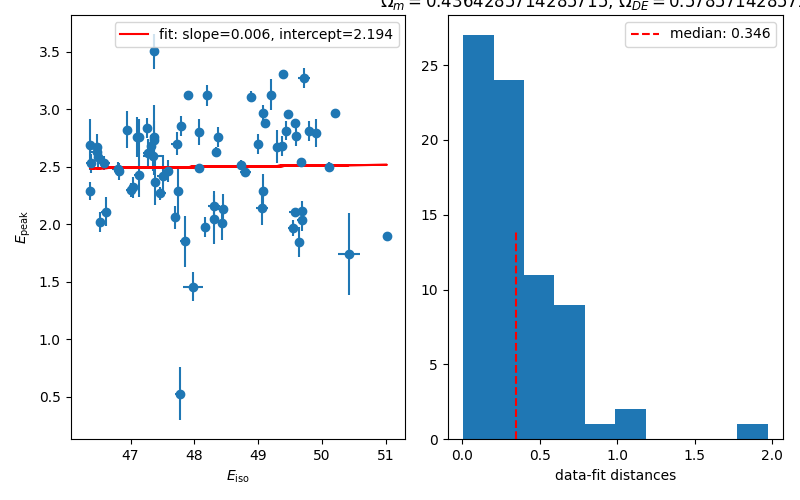 Ω_m = 0.4364285714285715, Ω_DE = 0.578571428571
fit: slope=0.006, intercept=2.194
median: 0.346
3.5
3.0
2.5
2.0
1.5
1.0
0.5
E_peak
47 48 49 50 51
E_iso
25
20
15
10
5
0
0.0 0.5 1.0 1.5 2.0
data-fit distances